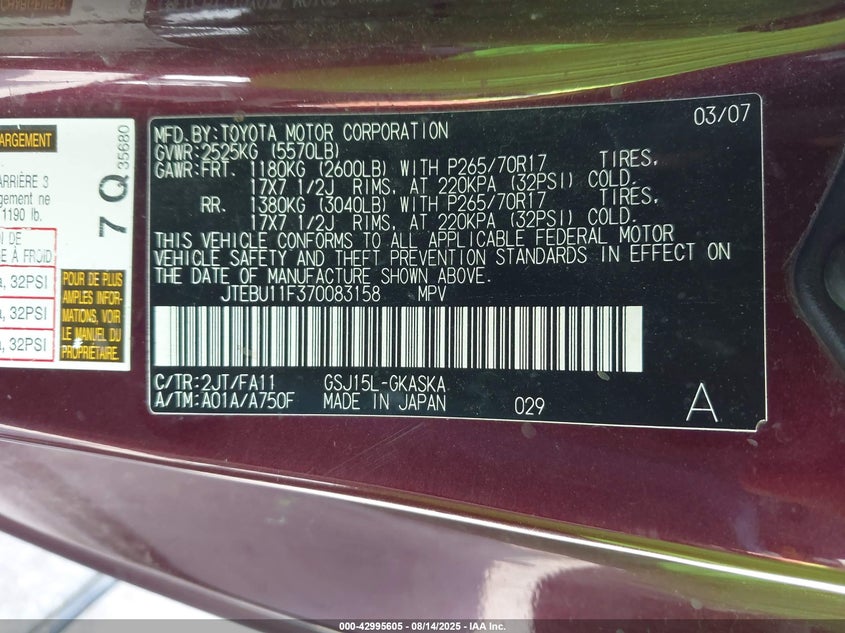 ARGEMENT
ARRIÈRE 3
gement ne
1190 lb.
N DE
E À FROID
a, 32PSI
a, 32PSI
a, 32PSI
7 Q
35680
POUR DE PLUS
AMPLES INFOR-
MATIONS, VOIR
LE MANUEL DU
PROPRIÉTAIRE.
03/07
MFD. BY: TOYOTA MOTOR CORPORATION
GVWR: 2525KG (5570LB)
GAWR: FRT. 1180KG (2600LB) WITH P265/70R17 TIRES,
17X7 1/2J RIMS, AT 220KPA (32PSI) COLD.
RR. 1380KG (3040LB) WITH P265/70R17 TIRES,
17X7 1/2J RIMS, AT 220KPA (32PSI) COLD.
THIS VEHICLE CONFORMS TO ALL APPLICABLE FEDERAL MOTOR
VEHICLE SAFETY AND THEFT PREVENTION STANDARDS IN EFFECT ON
THE DATE OF MANUFACTURE SHOWN ABOVE.
JTEBU11F370083158 MPV
C/TR: 2JT/FA11 GSJ15L-GKASKA
A/TM: A01A/A750F MADE IN JAPAN 029 A
000-42995605 - 08/14/2025 - IAA Inc.